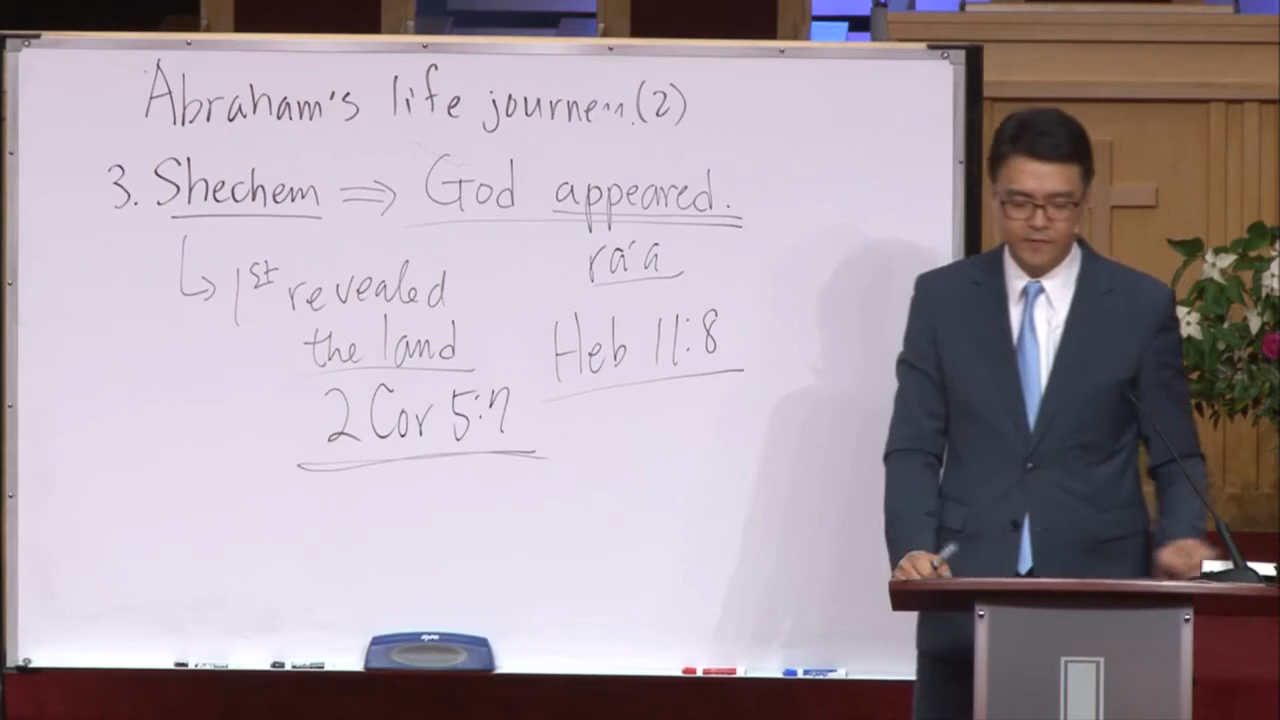 Abraham's life journey (2)
3. Shechem ⇒ God appeared.
ra'a
↳ 1st revealed
the land
Heb 11:8
2 Cor 5:7